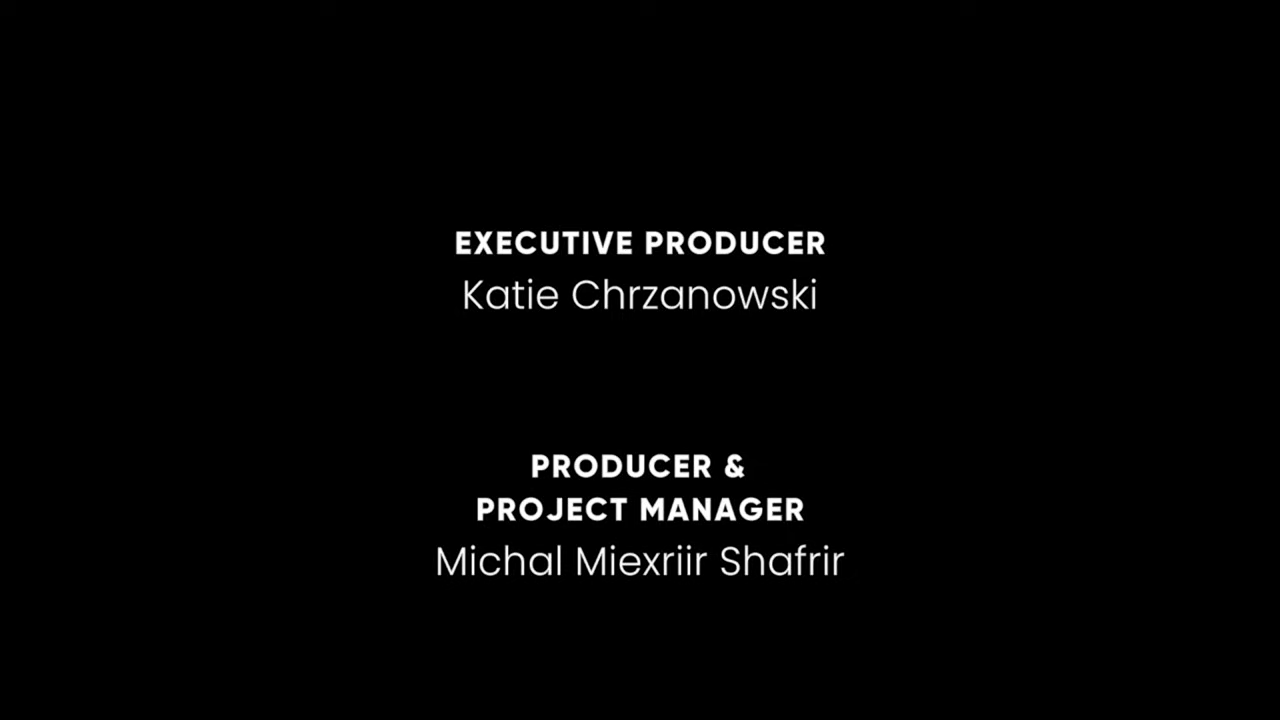 EXECUTIVE PRODUCER
Katie Chrzanowski
PRODUCER &
PROJECT MANAGER
Michal Miexriir Shafrir